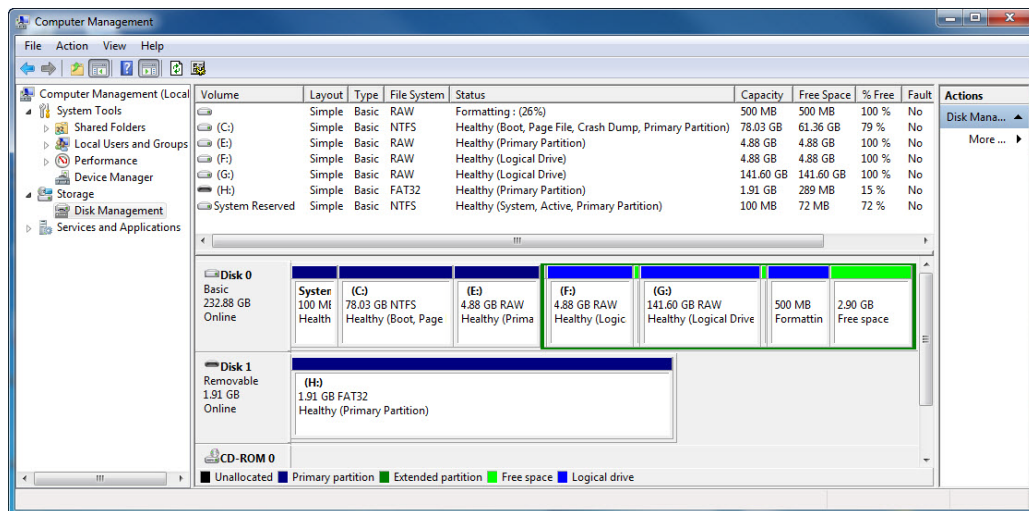 Computer Management
File Action View Help
Computer Management (Local
System Tools
Shared Folders
Local Users and Groups
Performance
Device Manager
Storage
Disk Management
Services and Applications
Volume Layout Type File System Status Capacity Free Space % Free Fault
Simple Basic RAW Formatting : (26%) 500 MB 500 MB 100 % No
(C:) Simple Basic NTFS Healthy (Boot, Page File, Crash Dump, Primary Partition) 78.03 GB 61.36 GB 79 % No
(E:) Simple Basic RAW Healthy (Primary Partition) 4.88 GB 4.88 GB 100 % No
(F:) Simple Basic RAW Healthy (Logical Drive) 4.88 GB 4.88 GB 100 % No
(G:) Simple Basic RAW Healthy (Logical Drive) 141.60 GB 141.60 GB 100 % No
(H:) Simple Basic FAT32 Healthy (Primary Partition) 1.91 GB 289 MB 15 % No
System Reserved Simple Basic NTFS Healthy (System, Active, Primary Partition) 100 MB 72 MB 72 % No
Actions
Disk Mana...
More ...
Disk 0
Basic
232.88 GB
Online
System
100 ME
Health
(C:)
78.03 GB NTFS
Healthy (Boot, Page
(E:)
4.88 GB RAW
Healthy (Prima
(F:)
4.88 GB RAW
Healthy (Logic
(G:)
141.60 GB RAW
Healthy (Logical Drive
500 MB
Formattin
2.90 GB
Free space
Disk 1
Removable
1.91 GB
Online
(H:)
1.91 GB FAT32
Healthy (Primary Partition)
CD-ROM 0
Unallocated Primary partition Extended partition Free space Logical drive